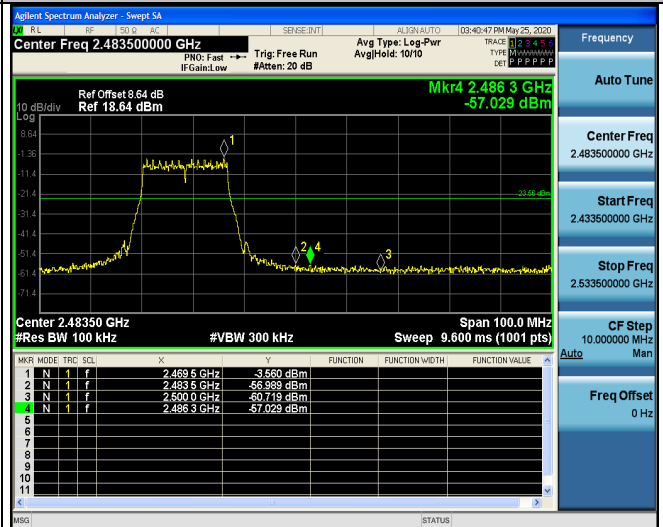 Agilent Spectrum Analyzer - Swept SA
LXI RL RF 50 Ω AC SENSE:INT ALIGN AUTO 03:40:47 PM May 25, 2020
Center Freq 2.483500000 GHz
PNO: Fast
IFGain:Low
Trig: Free Run
#Atten: 20 dB
Avg Type: Log-Pwr
Avg|Hold: 10/10
TRACE 1 2 3 4 5 6
TYPE M
DET P P P P P P
Frequency
Mkr4 2.486 3 GHz
-57.029 dBm
Ref Offset 8.64 dB
10 dB/div Ref 18.64 dBm
Log
8.64
-1.36
-11.4
-21.4
-31.4
-41.4
-51.4
-61.4
-71.4
1
-23.56 dBm
2 4
3
Center 2.48350 GHz Span 100.0 MHz
#Res BW 100 kHz #VBW 300 kHz Sweep 9.600 ms (1001 pts)
MKR MODE TRC SCL X Y FUNCTION FUNCTION WIDTH FUNCTION VALUE
1 N 1 f 2.469 5 GHz -3.560 dBm
2 N 1 f 2.483 5 GHz -56.989 dBm
3 N 1 f 2.500 0 GHz -60.719 dBm
4 N 1 f 2.486 3 GHz -57.029 dBm
5
6
7
8
9
10
11
MSG STATUS
Auto Tune
Center Freq
2.483500000 GHz
Start Freq
2.433500000 GHz
Stop Freq
2.533500000 GHz
CF Step
10.000000 MHz
Auto Man
Freq Offset
0 Hz